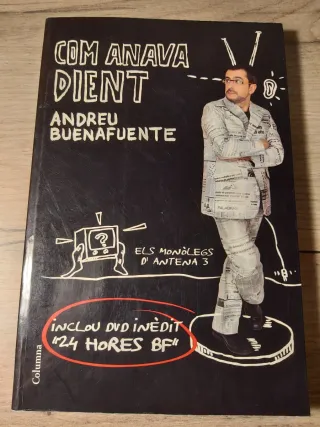 COM ANAVA
DIENT
ANDREU
BUENAFUENTE
?
ELS MONÒLEGS
D'ANTENA 3
INCLOU DVD INÈDIT
"24 HORES BF"
Columna